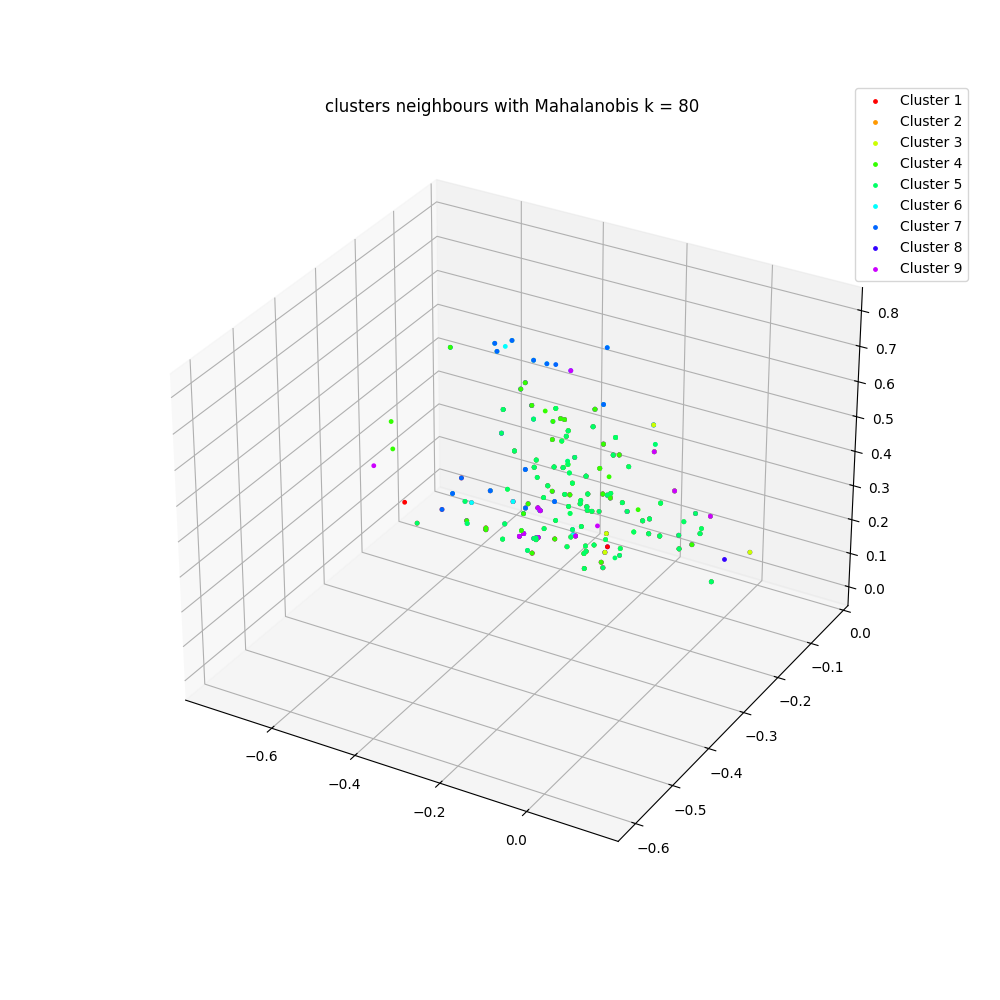 clusters neighbours with Mahalanobis k = 80
Cluster 1
Cluster 2
Cluster 3
Cluster 4
Cluster 5
Cluster 6
Cluster 7
Cluster 8
Cluster 9
0.8
0.7
0.6
0.5
0.4
0.3
0.2
0.1
0.0
0.0
−0.1
−0.2
−0.3
−0.4
−0.5
−0.6
−0.6
−0.4
−0.2
0.0